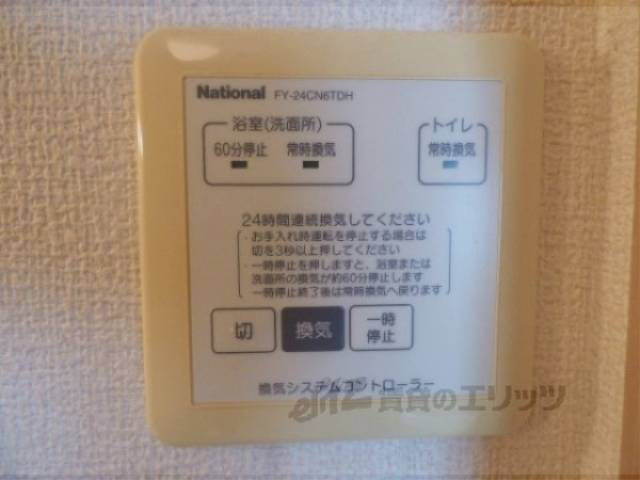 National FY-24CN6TDH
浴室(洗面所)
60分停止 常時換気
トイレ
常時換気
24時間連続換気してください
・お手入れ時運転を停止する場合は
切を3秒以上押してください
・一時停止を押しますと、浴室または
洗面所の換気が約60分停止します
一時停止終了後は常時換気へ戻ります
切 換気 一時
停止
換気システムコントローラー
賃貸のエリッツ